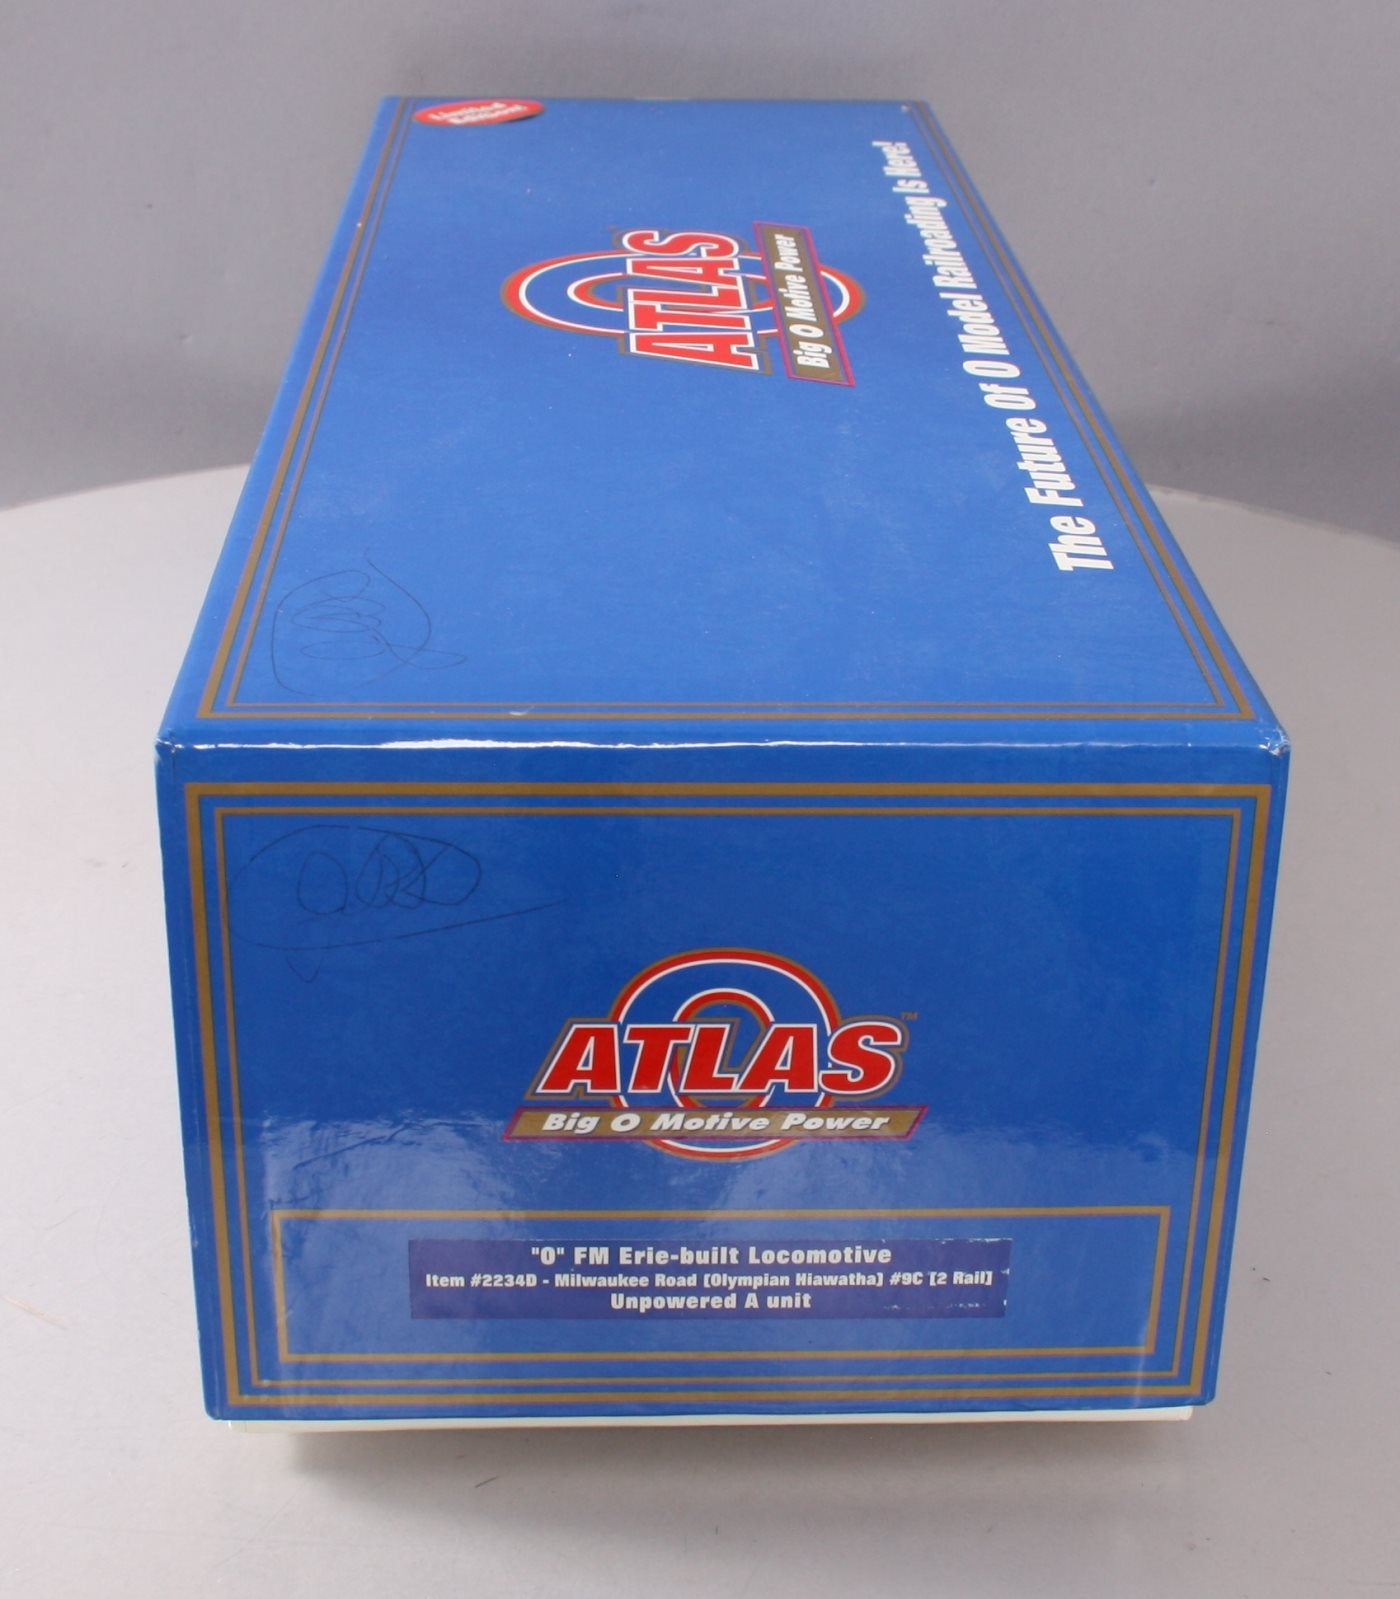 Limited
Edition!
ATLAS
Big O Motive Power
The Future Of O Model Railroading Is Here!
ATLAS™
Big O Motive Power
"O" FM Erie-built Locomotive
Item #2234D - Milwaukee Road [Olympian Hiawatha] #9C [2 Rail]
Unpowered A unit